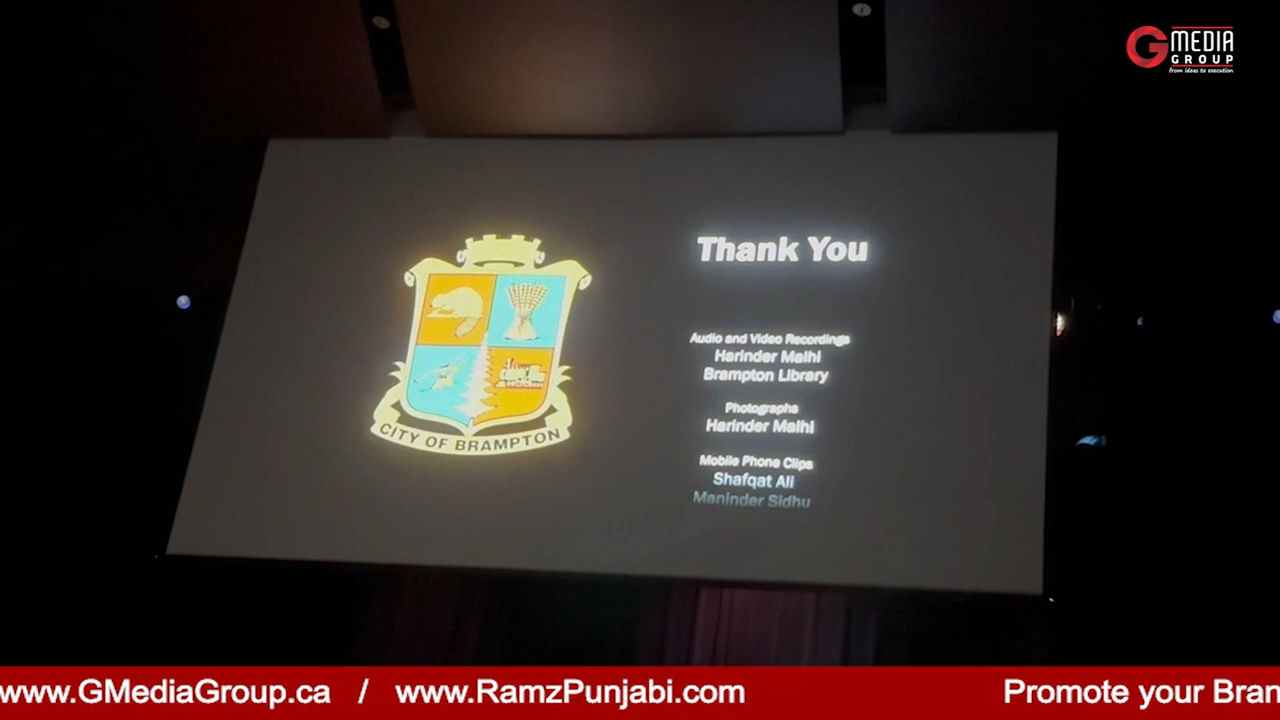 G MEDIA
GROUP
from ideas to execution
Thank You
Audio and Video Recordings
Harinder Malhi
Brampton Library
Photographs
Harinder Malhi
Mobile Phone Clips
Shafqat Ali
Maninder Sidhu
CITY OF BRAMPTON
www.GMediaGroup.ca / www.RamzPunjabi.com
Promote your Bran